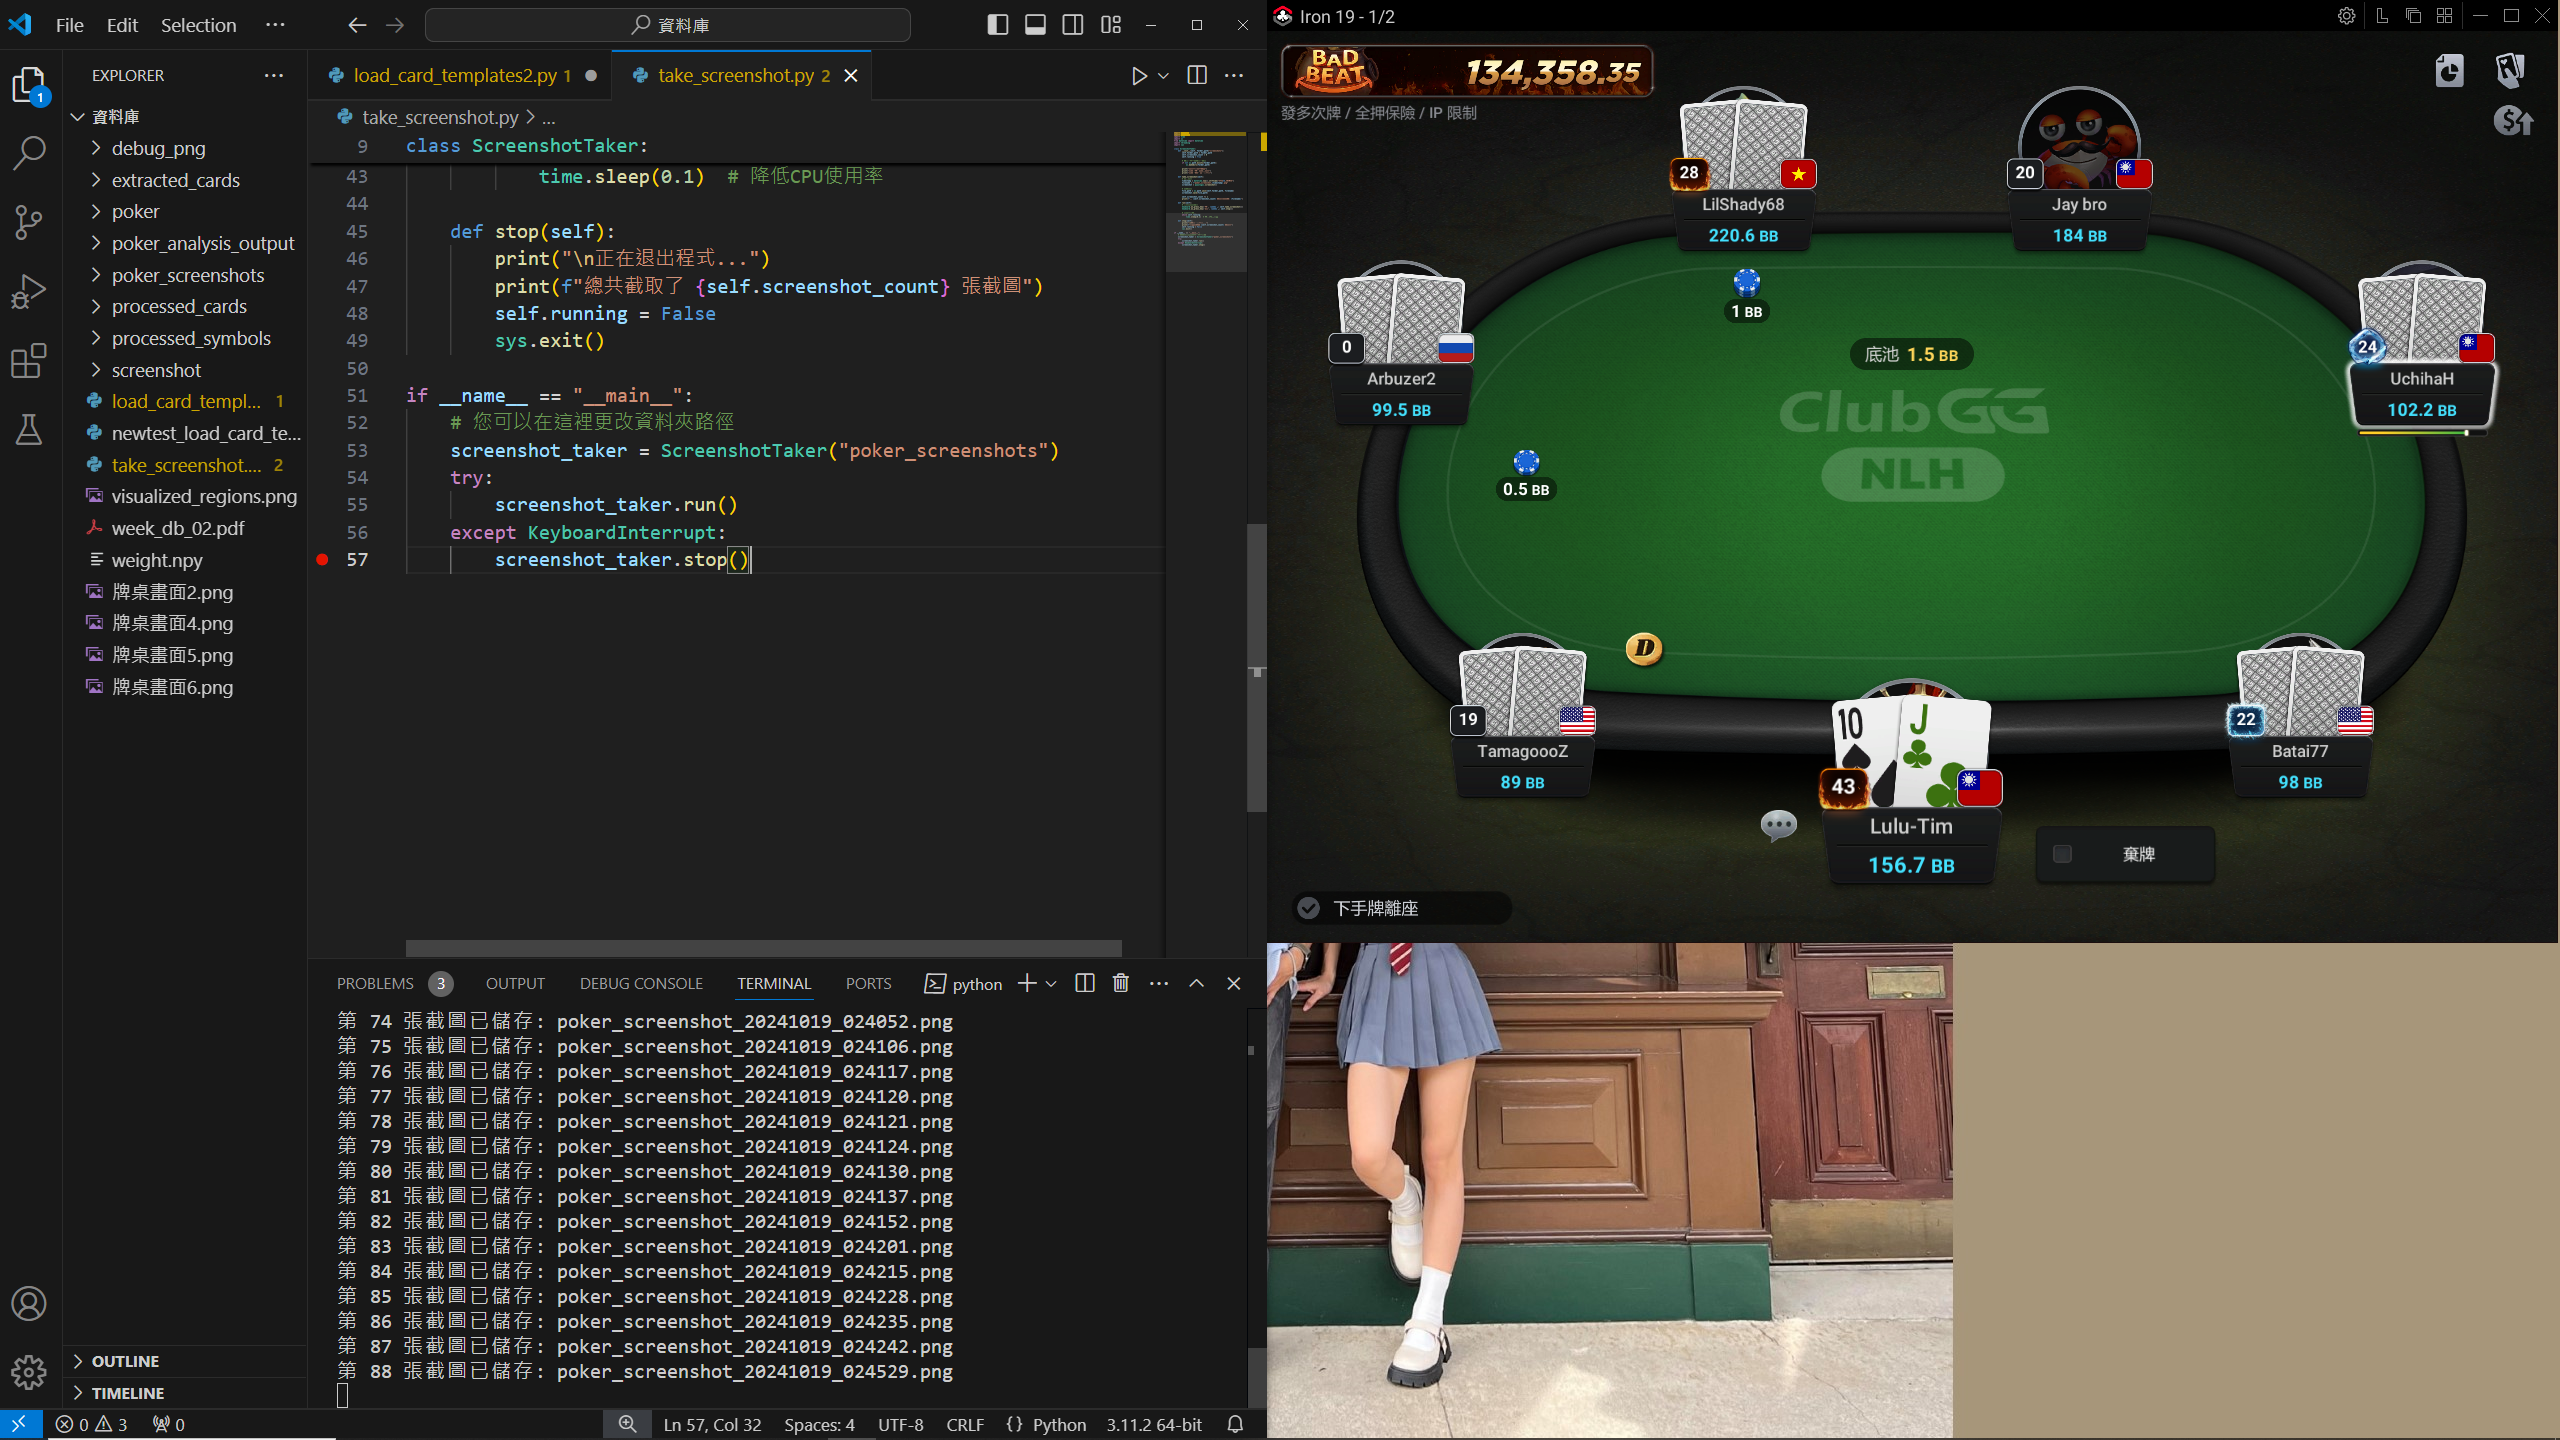 File Edit Selection ...
資料庫
EXPLORER
資料庫
debug_png
extracted_cards
poker
poker_analysis_output
poker_screenshots
processed_cards
processed_symbols
screenshot
load_card_templ... 1
newtest_load_card_te...
take_screenshot.... 2
visualized_regions.png
week_db_02.pdf
weight.npy
牌桌畫面2.png
牌桌畫面4.png
牌桌畫面5.png
牌桌畫面6.png
OUTLINE
TIMELINE
load_card_templates2.py 1
take_screenshot.py 2
take_screenshot.py > ...
9 class ScreenshotTaker:
43 time.sleep(0.1) # 降低CPU使用率
44
45 def stop(self):
46 print("\n正在退出程式...")
47 print(f"總共截取了 {self.screenshot_count} 張截圖")
48 self.running = False
49 sys.exit()
50
51 if __name__ == "__main__":
52 # 您可以在這裡更改資料夾路徑
53 screenshot_taker = ScreenshotTaker("poker_screenshots")
54 try:
55 screenshot_taker.run()
56 except KeyboardInterrupt:
57 screenshot_taker.stop()
PROBLEMS 3 OUTPUT DEBUG CONSOLE TERMINAL PORTS python
第 74 張截圖已儲存: poker_screenshot_20241019_024052.png
第 75 張截圖已儲存: poker_screenshot_20241019_024106.png
第 76 張截圖已儲存: poker_screenshot_20241019_024117.png
第 77 張截圖已儲存: poker_screenshot_20241019_024120.png
第 78 張截圖已儲存: poker_screenshot_20241019_024121.png
第 79 張截圖已儲存: poker_screenshot_20241019_024124.png
第 80 張截圖已儲存: poker_screenshot_20241019_024130.png
第 81 張截圖已儲存: poker_screenshot_20241019_024137.png
第 82 張截圖已儲存: poker_screenshot_20241019_024152.png
第 83 張截圖已儲存: poker_screenshot_20241019_024201.png
第 84 張截圖已儲存: poker_screenshot_20241019_024215.png
第 85 張截圖已儲存: poker_screenshot_20241019_024228.png
第 86 張截圖已儲存: poker_screenshot_20241019_024235.png
第 87 張截圖已儲存: poker_screenshot_20241019_024242.png
第 88 張截圖已儲存: poker_screenshot_20241019_024529.png
0 3 0
Ln 57, Col 32 Spaces: 4 UTF-8 CRLF {} Python 3.11.2 64-bit
Iron 19 - 1/2
BAD BEAT 134,358.35
發多次牌 / 全押保險 / IP 限制
28
LilShady68
220.6 BB
20
Jay bro
184 BB
1 BB
0
Arbuzer2
99.5 BB
底池 1.5 BB
24
UchihaH
102.2 BB
ClubGG
NLH
0.5 BB
D
19
TamagoooZ
89 BB
10 J
43
Lulu-Tim
156.7 BB
22
Batai77
98 BB
棄牌
下手牌離座